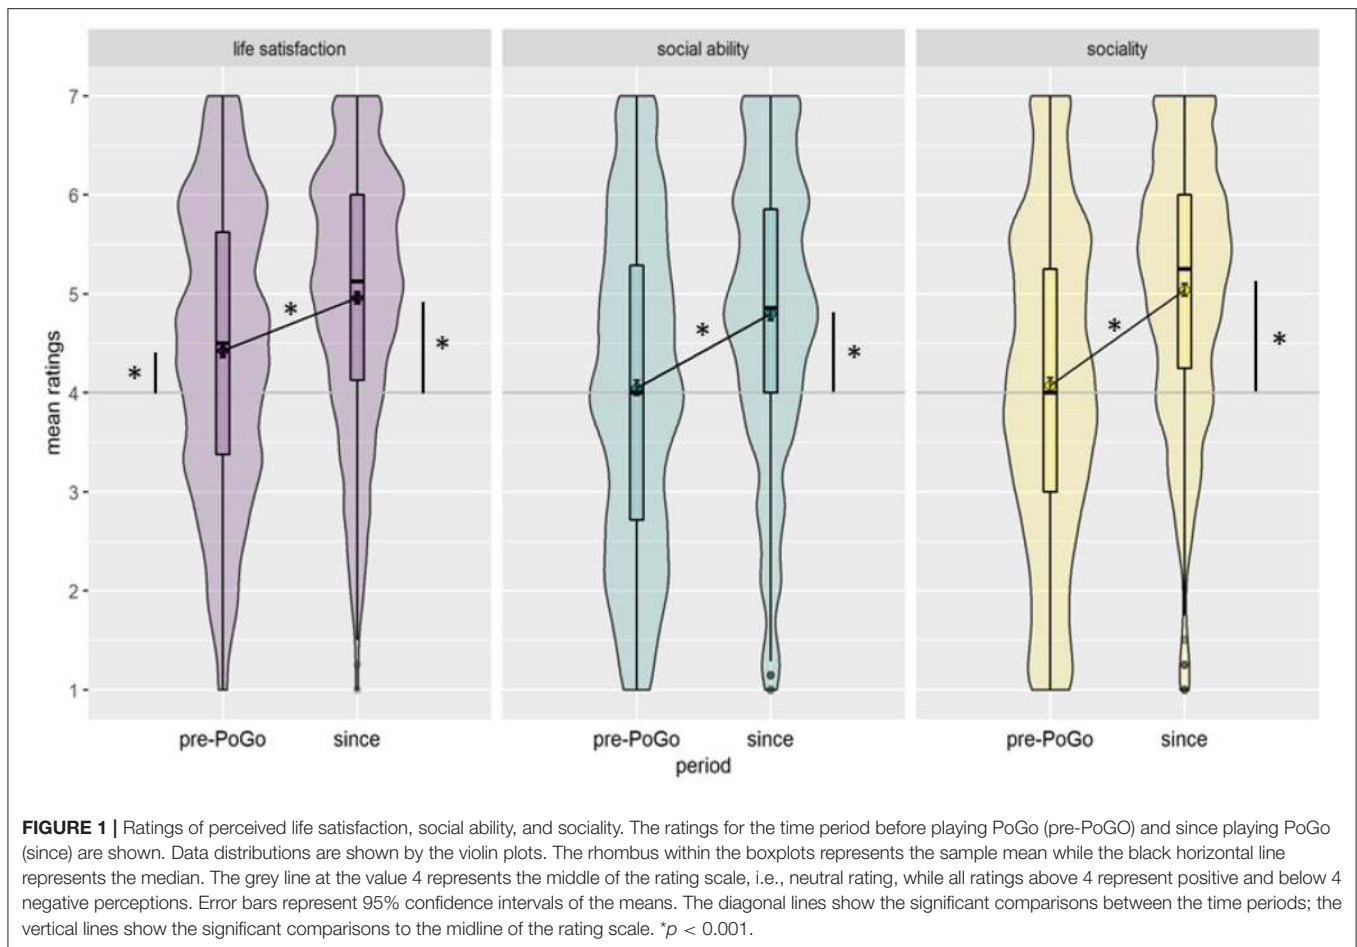 life satisfaction
social ability
sociality
7
6
5
4
3
2
1
mean ratings
*
*
*
*
*
*
*
pre-PoGo
since
pre-PoGo
since
pre-PoGo
since
period
FIGURE 1 | Ratings of perceived life satisfaction, social ability, and sociality. The ratings for the time period before playing PoGo (pre-PoGO) and since playing PoGo
(since) are shown. Data distributions are shown by the violin plots. The rhombus within the boxplots represents the sample mean while the black horizontal line
represents the median. The grey line at the value 4 represents the middle of the rating scale, i.e., neutral rating, while all ratings above 4 represent positive and below 4
negative perceptions. Error bars represent 95% confidence intervals of the means. The diagonal lines show the significant comparisons between the time periods; the
vertical lines show the significant comparisons to the midline of the rating scale. *p < 0.001.